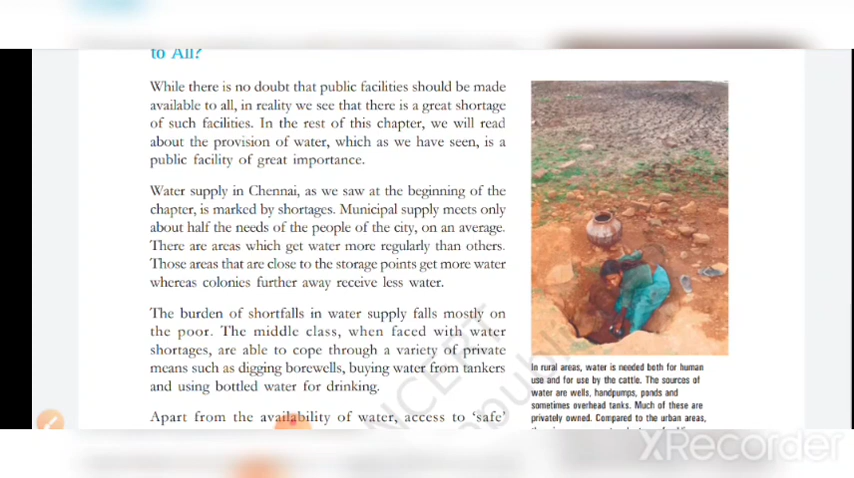 to All?
While there is no doubt that public facilities should be made
available to all, in reality we see that there is a great shortage
of such facilities. In the rest of this chapter, we will read
about the provision of water, which as we have seen, is a
public facility of great importance.
Water supply in Chennai, as we saw at the beginning of the
chapter, is marked by shortages. Municipal supply meets only
about half the needs of the people of the city, on an average.
There are areas which get water more regularly than others.
Those areas that are close to the storage points get more water
whereas colonies further away receive less water.
The burden of shortfalls in water supply falls mostly on
the poor. The middle class, when faced with water
shortages, are able to cope through a variety of private
means such as digging borewells, buying water from tankers
and using bottled water for drinking.
Apart from the availability of water, access to ‘safe’
In rural areas, water is needed both for human
use and for use by the cattle. The sources of
water are wells, handpumps, ponds and
sometimes overhead tanks. Much of these are
privately owned. Compared to the urban areas,
NCERT
republi
XRecorder